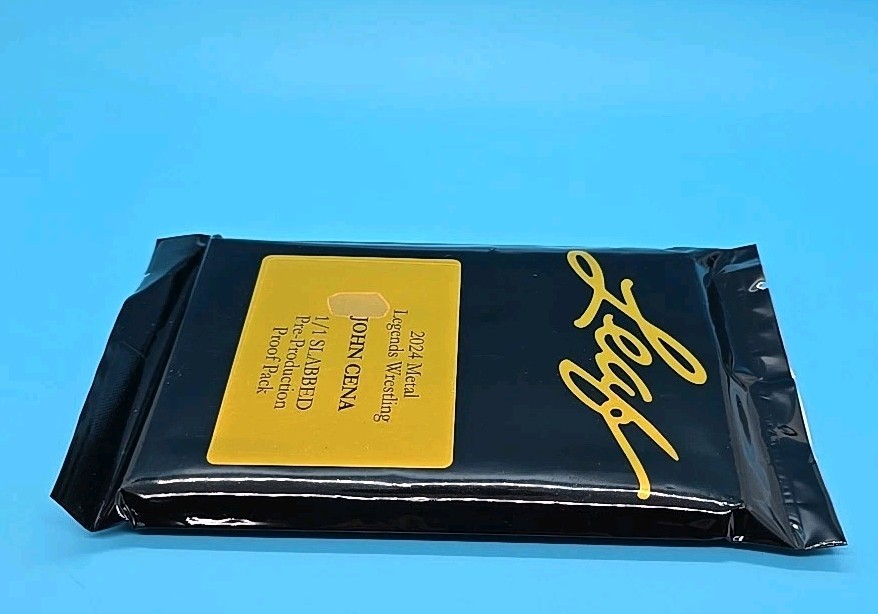 Leaf
2024 Metal
Legends Wrestling
JOHN CENA
1/1 SLABBED
Pre-Production
Proof Pack